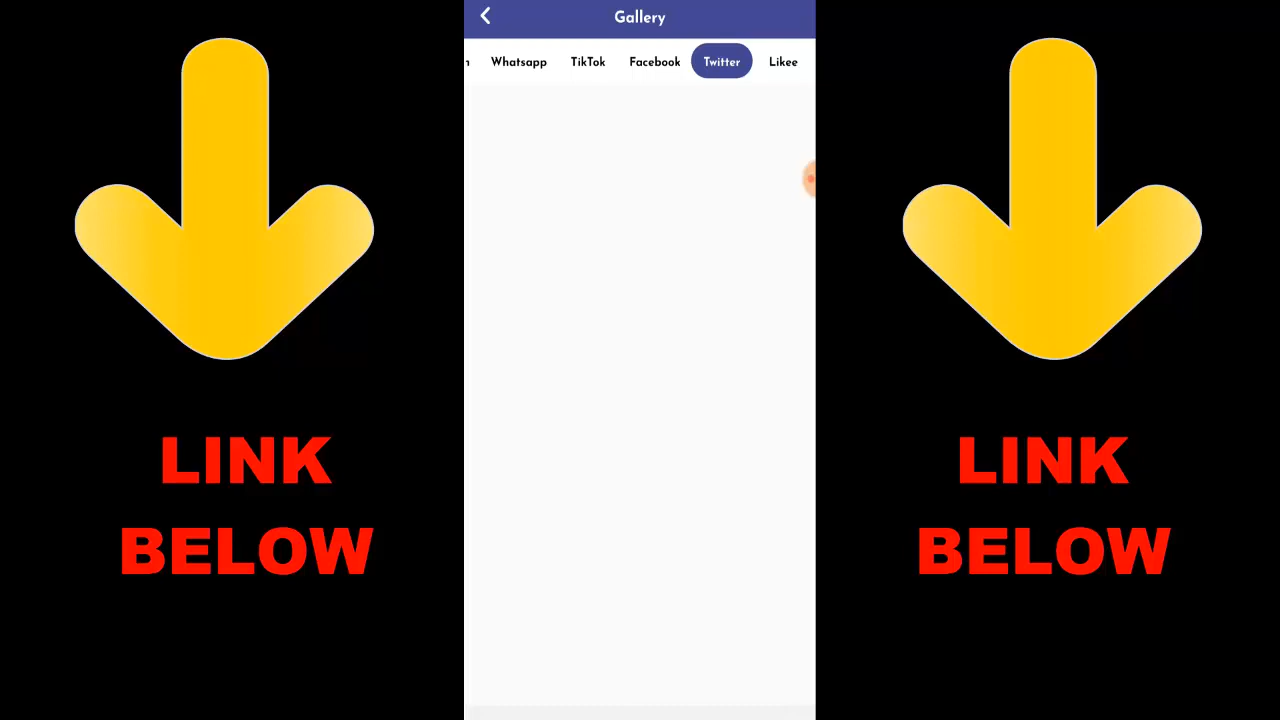 Gallery
Whatsapp TikTok Facebook Twitter Likee
LINK
BELOW
LINK
BELOW